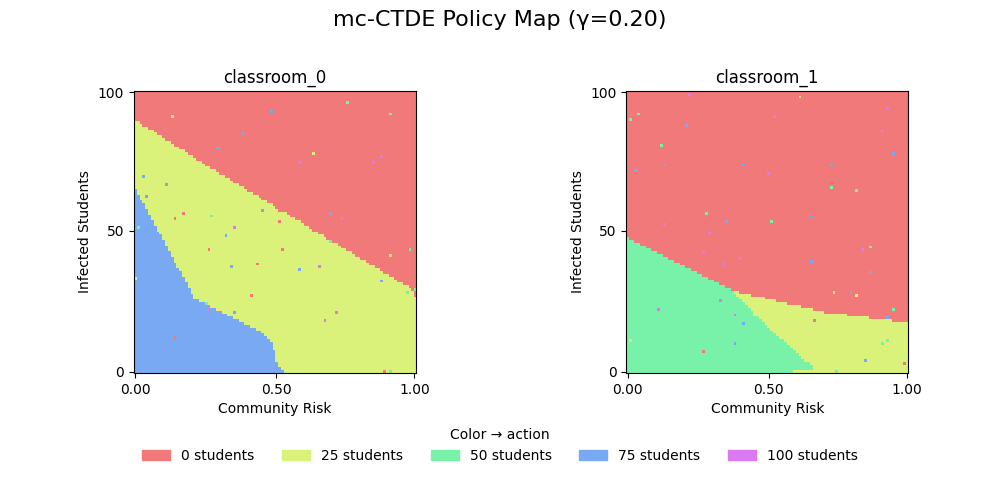 mc-CTDE Policy Map (γ=0.20)
classroom_0
classroom_1
100
50
0
Infected Students
0.00
0.50
1.00
Community Risk
100
50
0
Infected Students
0.00
0.50
1.00
Community Risk
Color → action
0 students
25 students
50 students
75 students
100 students